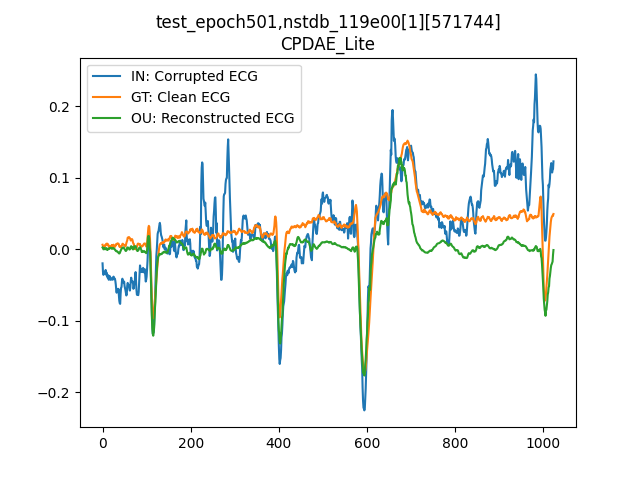 test_epoch501,nstdb_119e00[1][571744]
CPDAE_Lite
IN: Corrupted ECG
GT: Clean ECG
OU: Reconstructed ECG
0.2
0.1
0.0
−0.1
−0.2
0 200 400 600 800 1000